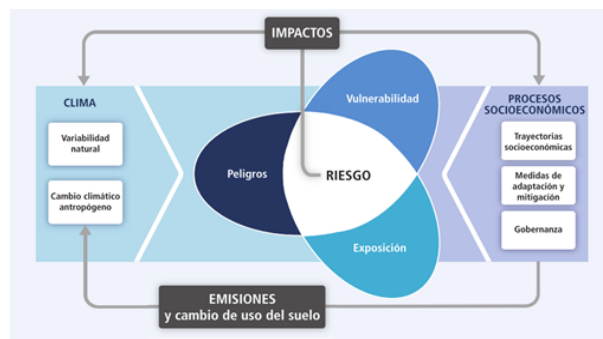 IMPACTOS
CLIMA
Variabilidad
natural
Cambio climático
antropógeno
Vulnerabilidad
Peligros
RIESGO
Exposición
PROCESOS
SOCIOECONÓMICOS
Trayectorias
socioeconómicas
Medidas de
adaptación y
mitigación
Gobernanza
EMISIONES
y cambio de uso del suelo